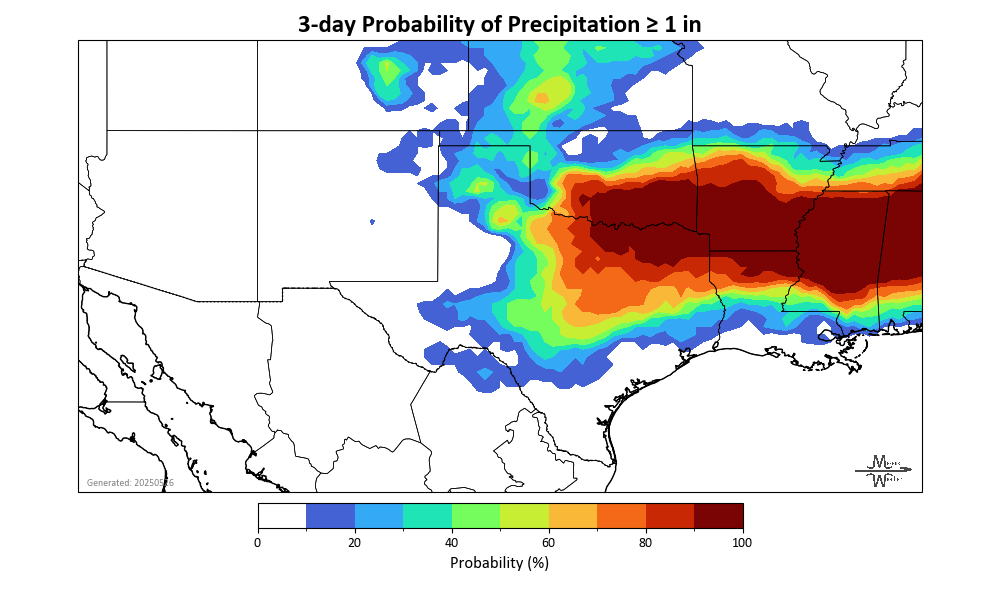 3-day Probability of Precipitation ≥ 1 in
Generated: 20250526
0 20 40 60 80 100
Probability (%)